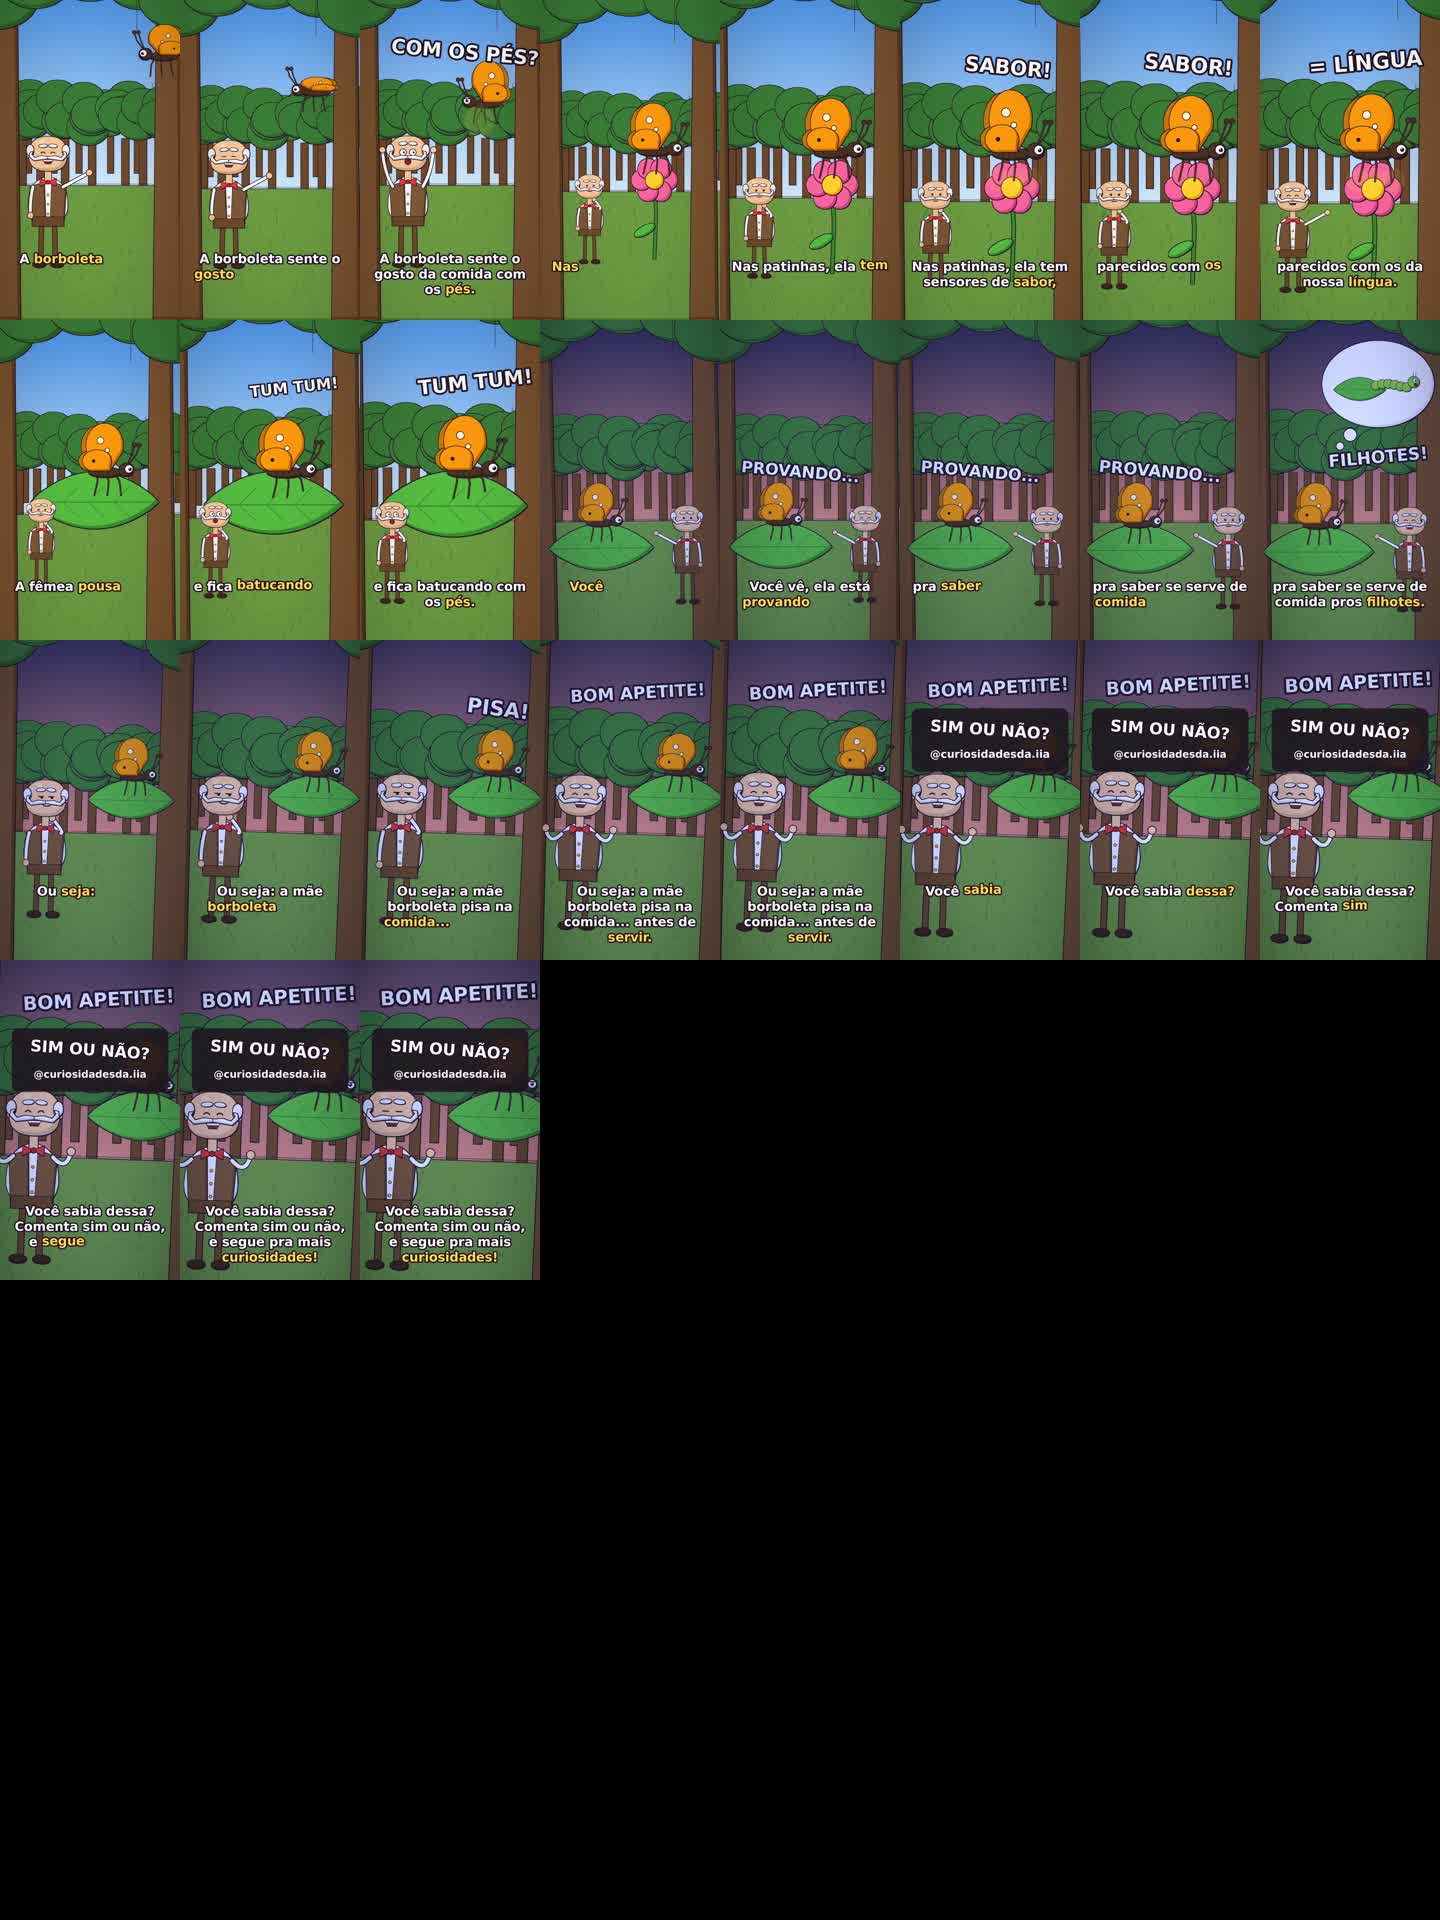 A borboleta
A borboleta sente o
gosto
COM OS PÉS?
A borboleta sente o
gosto da comida com
os pés.
Nas
Nas patinhas, ela tem
SABOR!
Nas patinhas, ela tem
sensores de sabor,
SABOR!
parecidos com os
= LÍNGUA
parecidos com os da
nossa língua.
A fêmea pousa
TUM TUM!
e fica batucando
TUM TUM!
e fica batucando com
os pés.
Você
PROVANDO...
Você vê, ela está
provando
PROVANDO...
pra saber
PROVANDO...
pra saber se serve de
comida
FILHOTES!
pra saber se serve de
comida pros filhotes.
Ou seja:
Ou seja: a mãe
borboleta
PISA!
Ou seja: a mãe
borboleta pisa na
comida...
BOM APETITE!
Ou seja: a mãe
borboleta pisa na
comida... antes de
servir.
BOM APETITE!
Ou seja: a mãe
borboleta pisa na
comida... antes de
servir.
BOM APETITE!
SIM OU NÃO?
@curiosidadesda.iia
Você sabia
BOM APETITE!
SIM OU NÃO?
@curiosidadesda.iia
Você sabia dessa?
BOM APETITE!
SIM OU NÃO?
@curiosidadesda.iia
Você sabia dessa?
Comenta sim
BOM APETITE!
SIM OU NÃO?
@curiosidadesda.iia
Você sabia dessa?
Comenta sim ou não,
e segue
BOM APETITE!
SIM OU NÃO?
@curiosidadesda.iia
Você sabia dessa?
Comenta sim ou não,
e segue pra mais
curiosidades!
BOM APETITE!
SIM OU NÃO?
@curiosidadesda.iia
Você sabia dessa?
Comenta sim ou não,
e segue pra mais
curiosidades!